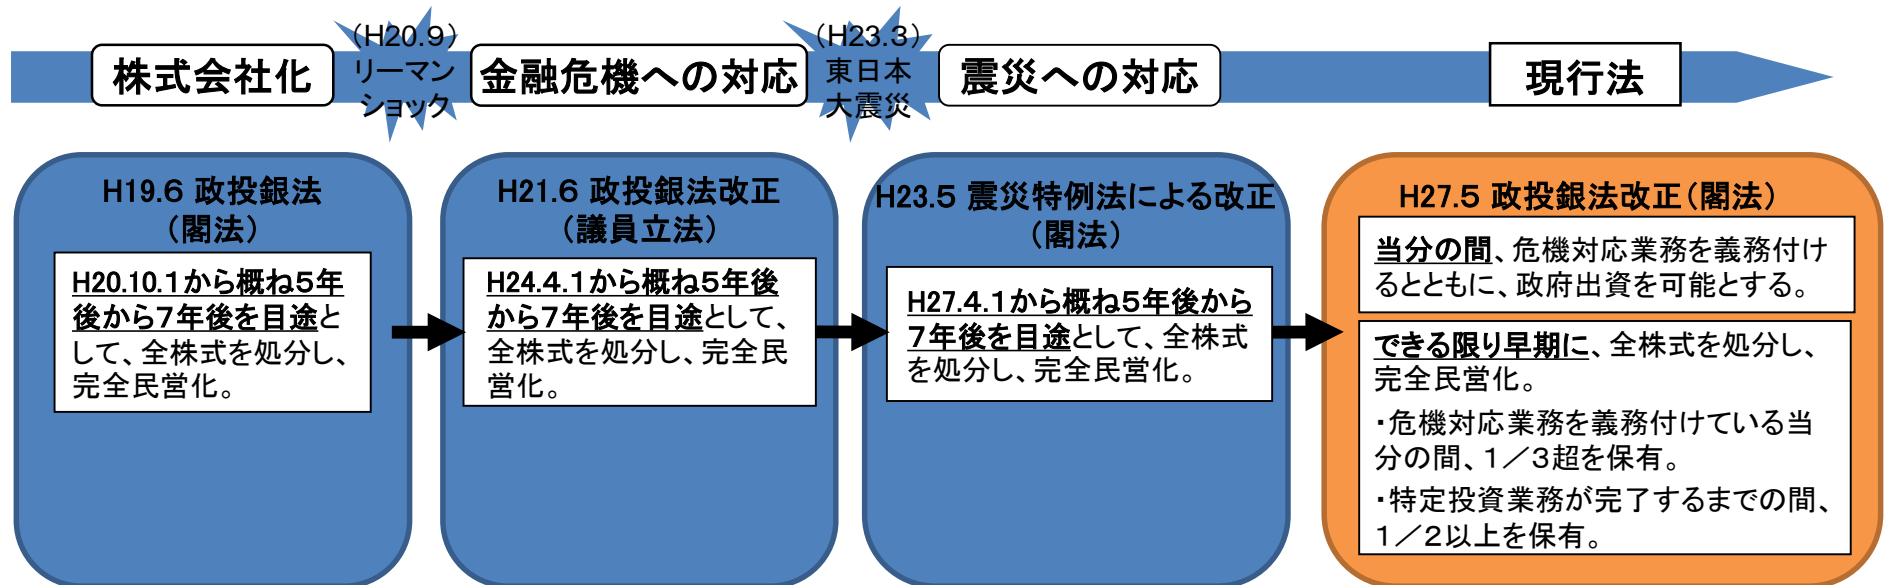 株式会社化
（H20.9）
リーマン
ショック
金融危機への対応
（H23.3）
東日本
大震災
震災への対応
現行法
H19.6 政投銀法
（閣法）
H20.10.1から概ね５年
後から７年後を目途と
して、全株式を処分し、
完全民営化。
H21.6 政投銀法改正
（議員立法）
H24.4.1から概ね５年後
から７年後を目途として、
全株式を処分し、完全民
営化。
H23.5 震災特例法による改正
（閣法）
H27.4.1から概ね５年後から
７年後を目途として、全株式
を処分し、完全民営化。
H27.5 政投銀法改正（閣法）
当分の間、危機対応業務を義務付け
るとともに、政府出資を可能とする。
できる限り早期に、全株式を処分し、
完全民営化。
・危機対応業務を義務付けている当
分の間、１／３超を保有。
・特定投資業務が完了するまでの間、
１／２以上を保有。